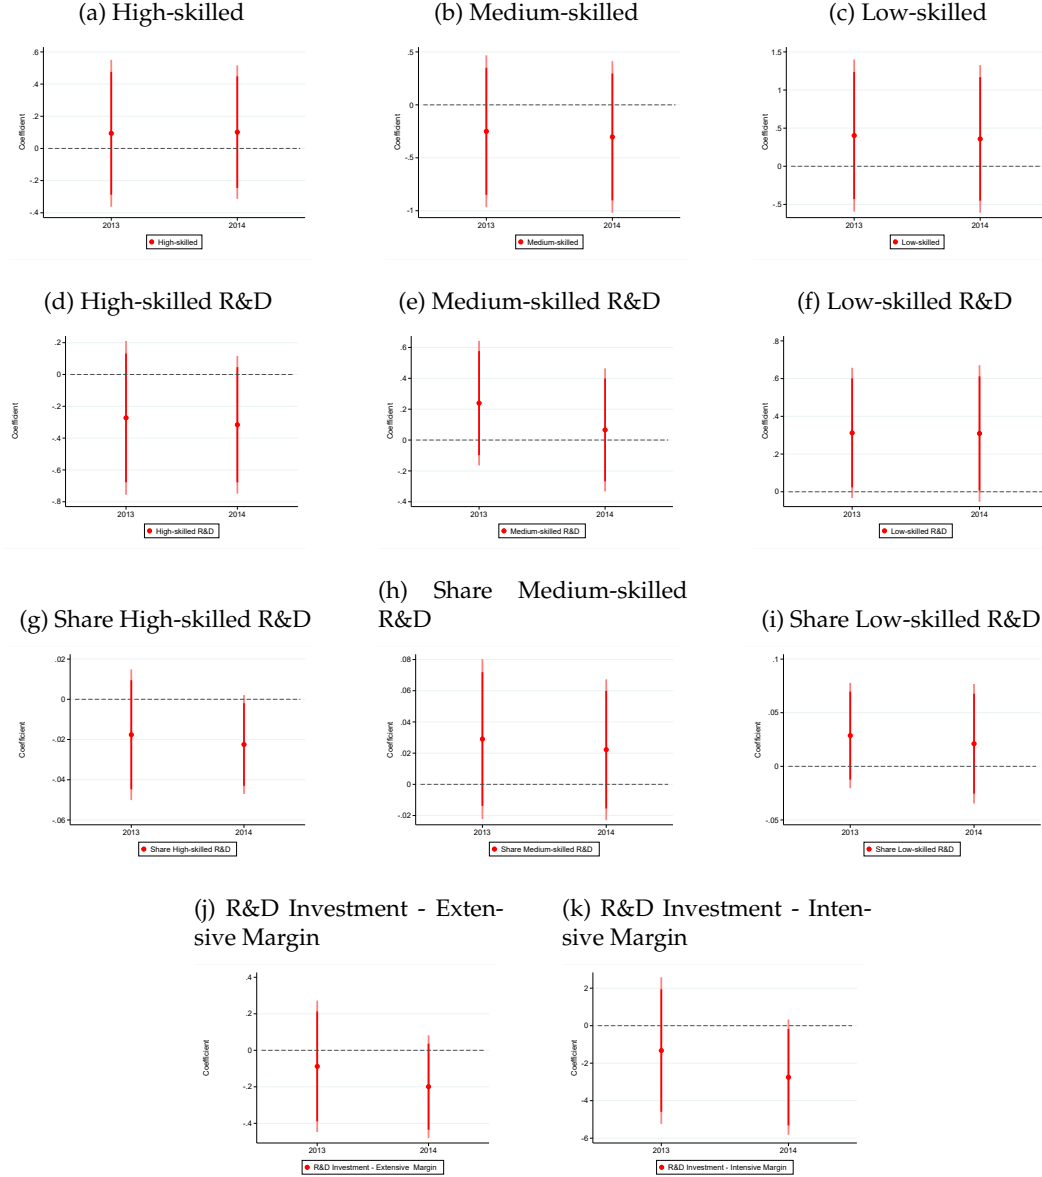 (a) High-skilled
(b) Medium-skilled
(c) Low-skilled
.6
.4
.2
0
-.2
-.4
Coefficient
2013
2014
High-skilled
.5
0
-.5
-1
Coefficient
2013
2014
Medium-skilled
1.5
1
.5
0
-.5
Coefficient
2013
2014
Low-skilled
(d) High-skilled R&D
(e) Medium-skilled R&D
(f) Low-skilled R&D
.2
0
-.2
-.4
-.6
-.8
Coefficient
2013
2014
High-skilled R&D
.6
.4
.2
0
-.2
-.4
Coefficient
2013
2014
Medium-skilled R&D
.8
.6
.4
.2
0
Coefficient
2013
2014
Low-skilled R&D
(g) Share High-skilled R&D
(h) Share Medium-skilled
R&D
(i) Share Low-skilled R&D
.02
0
-.02
-.04
-.06
Coefficient
2013
2014
Share High-skilled R&D
.08
.06
.04
.02
0
-.02
Coefficient
2013
2014
Share Medium-skilled R&D
.1
.05
0
-.05
Coefficient
2013
2014
Share Low-skilled R&D
(j) R&D Investment - Exten-
sive Margin
(k) R&D Investment - Inten-
sive Margin
.4
.2
0
-.2
-.4
Coefficient
2013
2014
R&D Investment - Extensive Margin
2
0
-2
-4
-6
Coefficient
2013
2014
R&D Investment - Intensive Margin